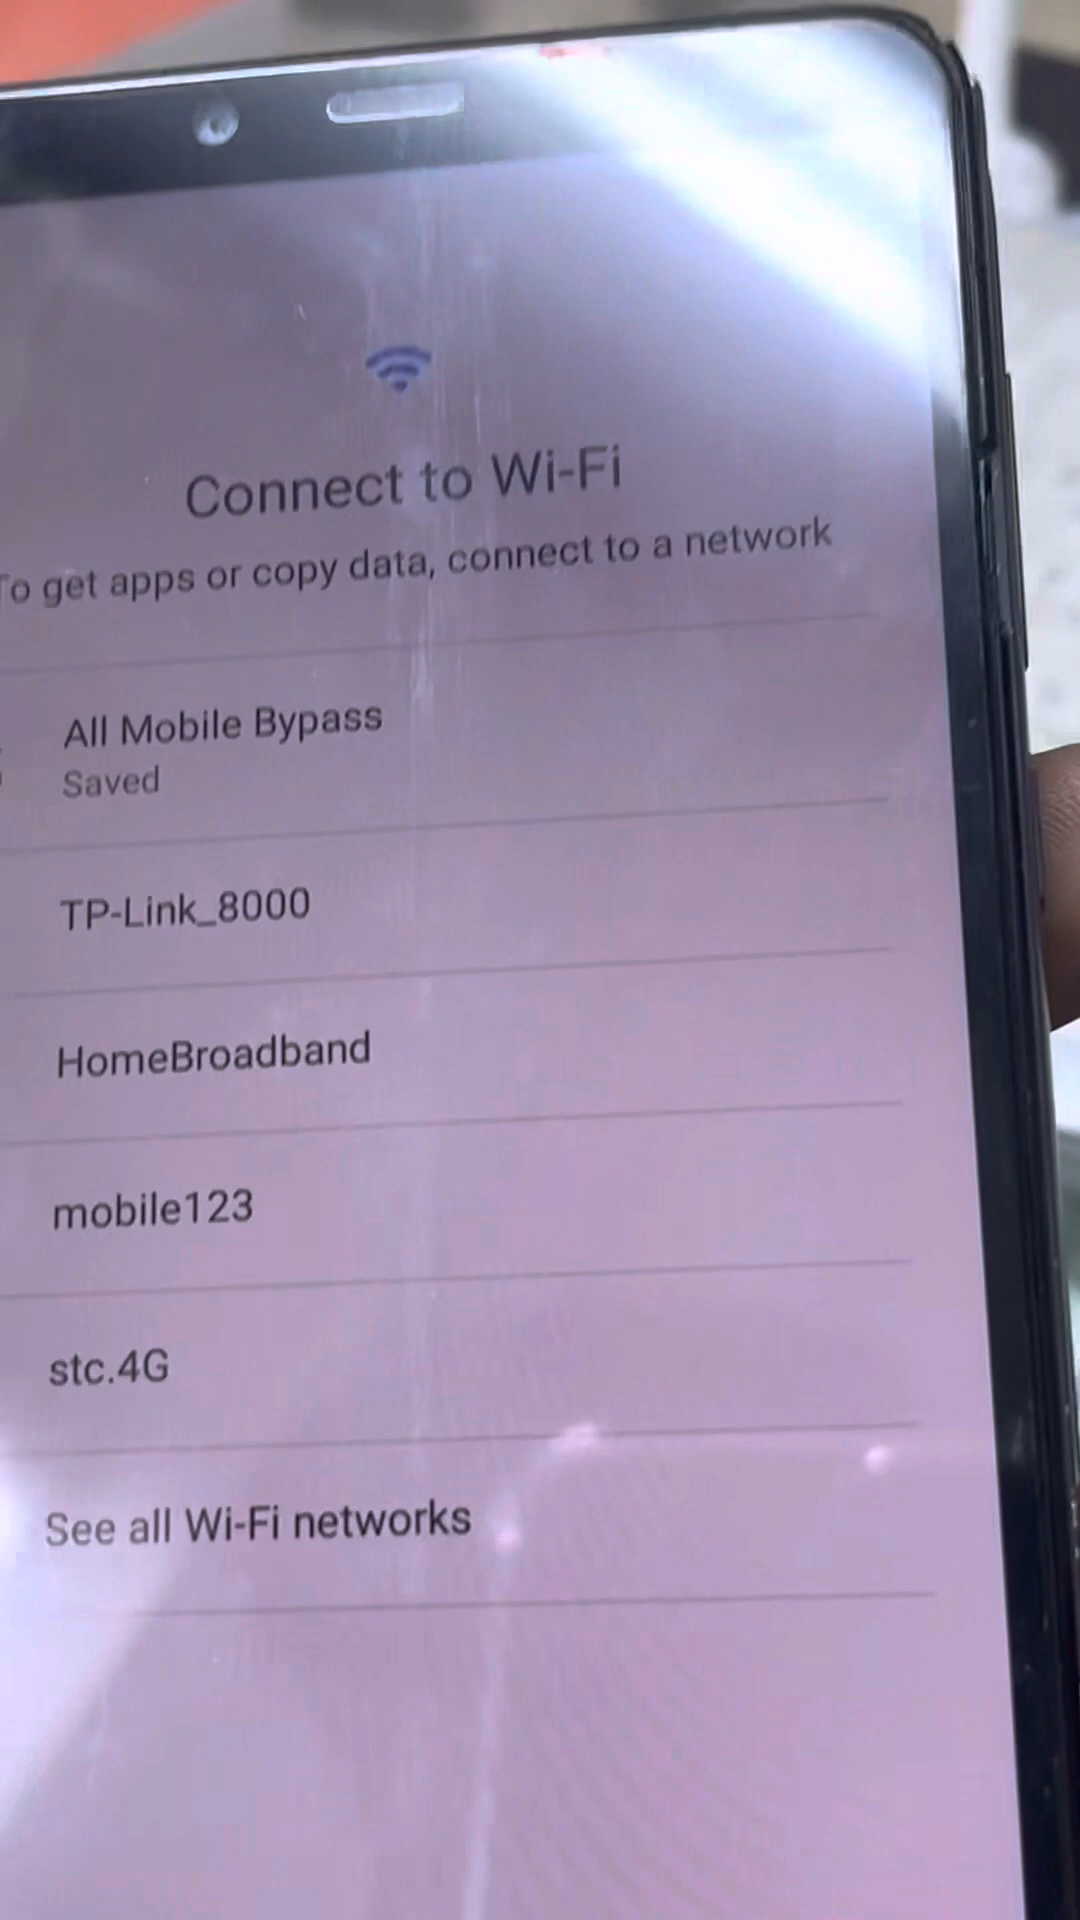 Connect to Wi-Fi
To get apps or copy data, connect to a network
All Mobile Bypass
Saved
TP-Link_8000
HomeBroadband
mobile123
stc.4G
See all Wi-Fi networks